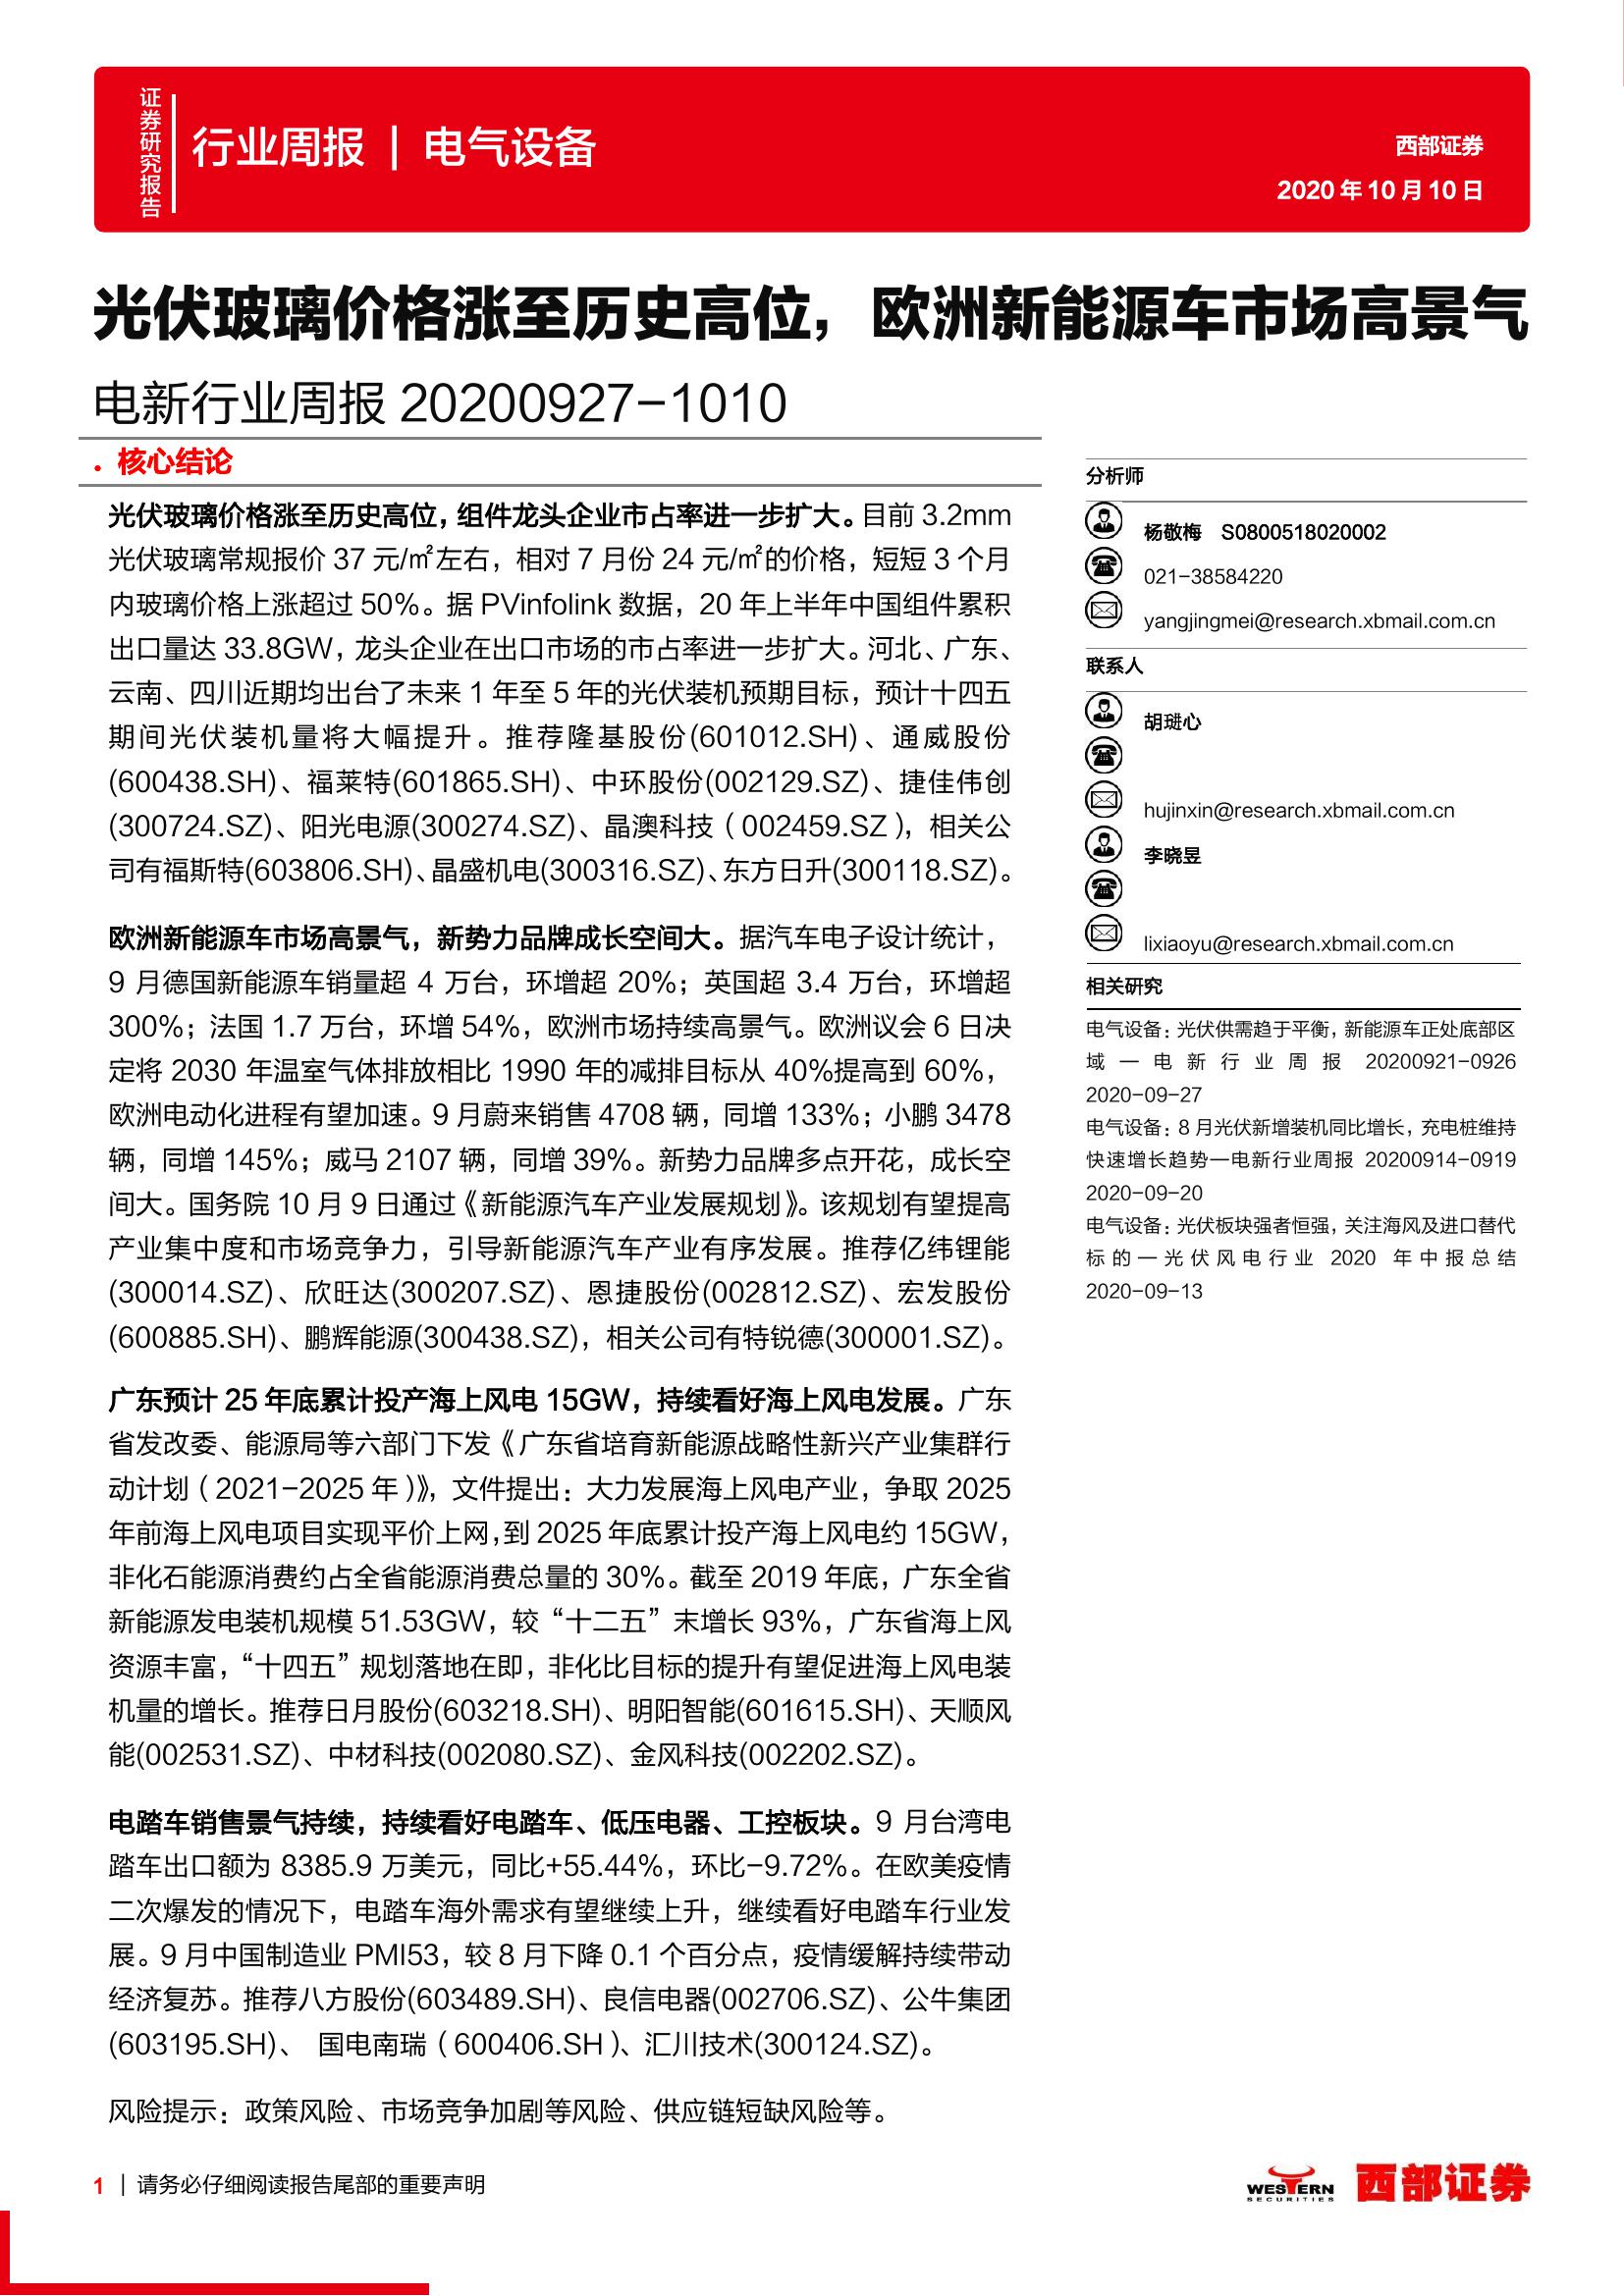 证券研究报告
行业周报 | 电气设备
西部证券
2020 年 10 月 10 日
光伏玻璃价格涨至历史高位，欧洲新能源车市场高景气
电新行业周报 20200927-1010
• 核心结论
光伏玻璃价格涨至历史高位，组件龙头企业市占率进一步扩大。目前 3.2mm
光伏玻璃常规报价 37 元/㎡左右，相对 7 月份 24 元/㎡的价格，短短 3 个月
内玻璃价格上涨超过 50%。据 PVinfolink 数据，20 年上半年中国组件累积
出口量达 33.8GW，龙头企业在出口市场的市占率进一步扩大。河北、广东、
云南、四川近期均出台了未来 1 年至 5 年的光伏装机预期目标，预计十四五
期间光伏装机量将大幅提升。推荐隆基股份(601012.SH)、通威股份
(600438.SH)、福莱特(601865.SH)、中环股份(002129.SZ)、捷佳伟创
(300724.SZ)、阳光电源(300274.SZ)、晶澳科技（002459.SZ），相关公
司有福斯特(603806.SH)、晶盛机电(300316.SZ)、东方日升(300118.SZ)。
欧洲新能源车市场高景气，新势力品牌成长空间大。据汽车电子设计统计，
9 月德国新能源车销量超 4 万台，环增超 20%；英国超 3.4 万台，环增超
300%；法国 1.7 万台，环增 54%，欧洲市场持续高景气。欧洲议会 6 日决
定将 2030 年温室气体排放相比 1990 年的减排目标从 40%提高到 60%，
欧洲电动化进程有望加速。9 月蔚来销售 4708 辆，同增 133%；小鹏 3478
辆，同增 145%；威马 2107 辆，同增 39%。新势力品牌多点开花，成长空
间大。国务院 10 月 9 日通过《新能源汽车产业发展规划》。该规划有望提高
产业集中度和市场竞争力，引导新能源汽车产业有序发展。推荐亿纬锂能
(300014.SZ)、欣旺达(300207.SZ)、恩捷股份(002812.SZ)、宏发股份
(600885.SH)、鹏辉能源(300438.SZ)，相关公司有特锐德(300001.SZ)。
广东预计 25 年底累计投产海上风电 15GW，持续看好海上风电发展。广东
省发改委、能源局等六部门下发《广东省培育新能源战略性新兴产业集群行
动计划（2021-2025 年）》，文件提出：大力发展海上风电产业，争取 2025
年前海上风电项目实现平价上网，到 2025 年底累计投产海上风电约 15GW，
非化石能源消费约占全省能源消费总量的 30%。截至 2019 年底，广东全省
新能源发电装机规模 51.53GW，较“十二五”末增长 93%，广东省海上风
资源丰富，“十四五”规划落地在即，非化比目标的提升有望促进海上风电装
机量的增长。推荐日月股份(603218.SH)、明阳智能(601615.SH)、天顺风
能(002531.SZ)、中材科技(002080.SZ)、金风科技(002202.SZ)。
电踏车销售景气持续，持续看好电踏车、低压电器、工控板块。9 月台湾电
踏车出口额为 8385.9 万美元，同比+55.44%，环比-9.72%。在欧美疫情
二次爆发的情况下，电踏车海外需求有望继续上升，继续看好电踏车行业发
展。9 月中国制造业 PMI53，较 8 月下降 0.1 个百分点，疫情缓解持续带动
经济复苏。推荐八方股份(603489.SH)、良信电器(002706.SZ)、公牛集团
(603195.SH)、 国电南瑞（600406.SH）、汇川技术(300124.SZ)。
风险提示：政策风险、市场竞争加剧等风险、供应链短缺风险等。
分析师
杨敬梅 S0800518020002
021-38584220
yangjingmei@research.xbmail.com.cn
联系人
胡琎心
hujinxin@research.xbmail.com.cn
李晓昱
lixiaoyu@research.xbmail.com.cn
相关研究
电气设备：光伏供需趋于平衡，新能源车正处底部区
域—电新行业周报 20200921-0926
2020-09-27
电气设备：8 月光伏新增装机同比增长，充电桩维持
快速增长趋势—电新行业周报 20200914-0919
2020-09-20
电气设备：光伏板块强者恒强，关注海风及进口替代
标的—光伏风电行业 2020 年中报总结
2020-09-13
1 | 请务必仔细阅读报告尾部的重要声明
WESTERN
SECURITIES
西部证券